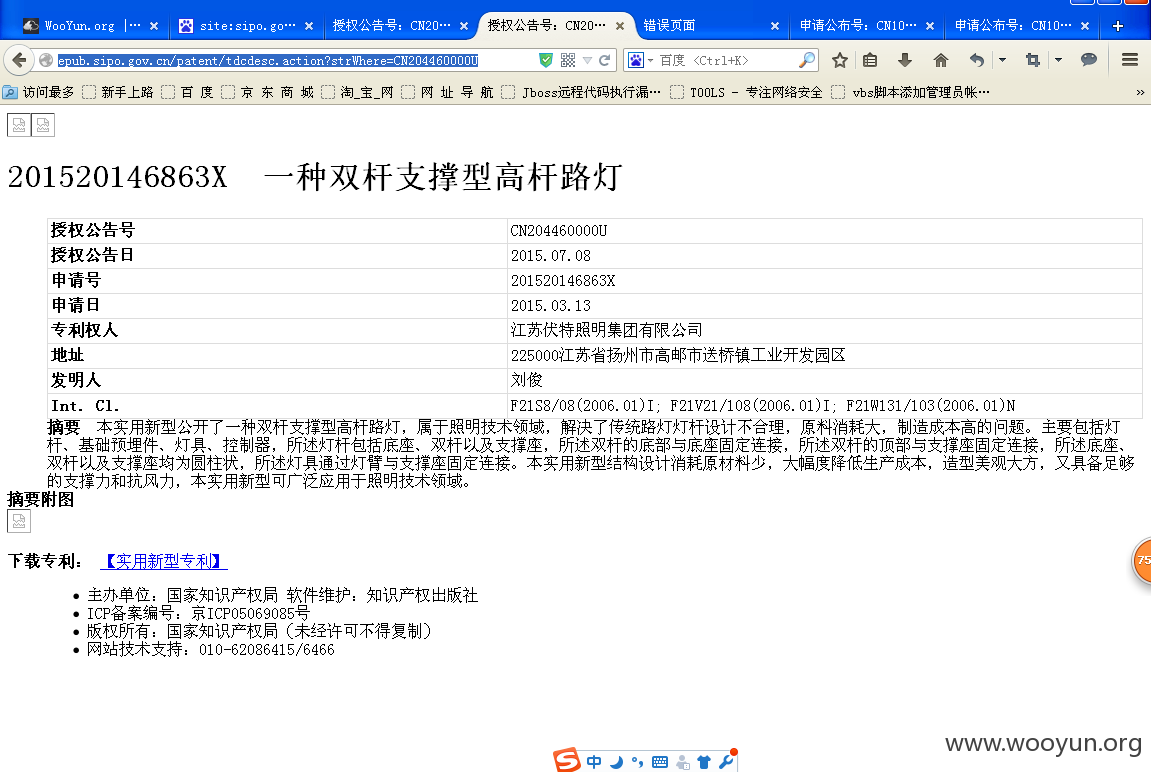 WooYun.org |…
site:sipo.go…
授权公告号: CN20…
授权公告号: CN20…
错误页面
申请公布号: CN10…
申请公布号: CN10…
epub.sipo.gov.cn/patent/tdcdesc.action?strWhere=CN204460000U
百度 <Ctrl+K>
访问最多 新手上路 百 度 京 东 商 城 淘_宝_网 网 址 导 航 Jboss远程代码执行漏… TOOLS - 专注网络安全 vbs脚本添加管理员帐… »
201520146863X 一种双杆支撑型高杆路灯
授权公告号 CN204460000U
授权公告日 2015.07.08
申请号 201520146863X
申请日 2015.03.13
专利权人 江苏伏特照明集团有限公司
地址 225000江苏省扬州市高邮市送桥镇工业开发园区
发明人 刘俊
Int. Cl. F21S8/08(2006.01)I; F21V21/108(2006.01)I; F21W131/103(2006.01)N
摘要 本实用新型公开了一种双杆支撑型高杆路灯，属于照明技术领域，解决了传统路灯灯杆设计不合理，原料消耗大，制造成本高的问题。主要包括灯
杆、基础预埋件、灯具、控制器，所述灯杆包括底座、双杆以及支撑座，所述双杆的底部与底座固定连接，所述双杆的顶部与支撑座固定连接，所述底座、
双杆以及支撑座均为圆柱状，所述灯具通过灯臂与支撑座固定连接。本实用新型结构设计消耗原材料少，大幅度降低生产成本，造型美观大方，又具备足够
的支撑力和抗风力，本实用新型可广泛应用于照明技术领域。
摘要附图
75
下载专利： 【实用新型专利】
主办单位：国家知识产权局 软件维护：知识产权出版社
ICP备案编号：京ICP05069085号
版权所有：国家知识产权局（未经许可不得复制）
网站技术支持：010-62086415/6466
www.wooyun.org
中